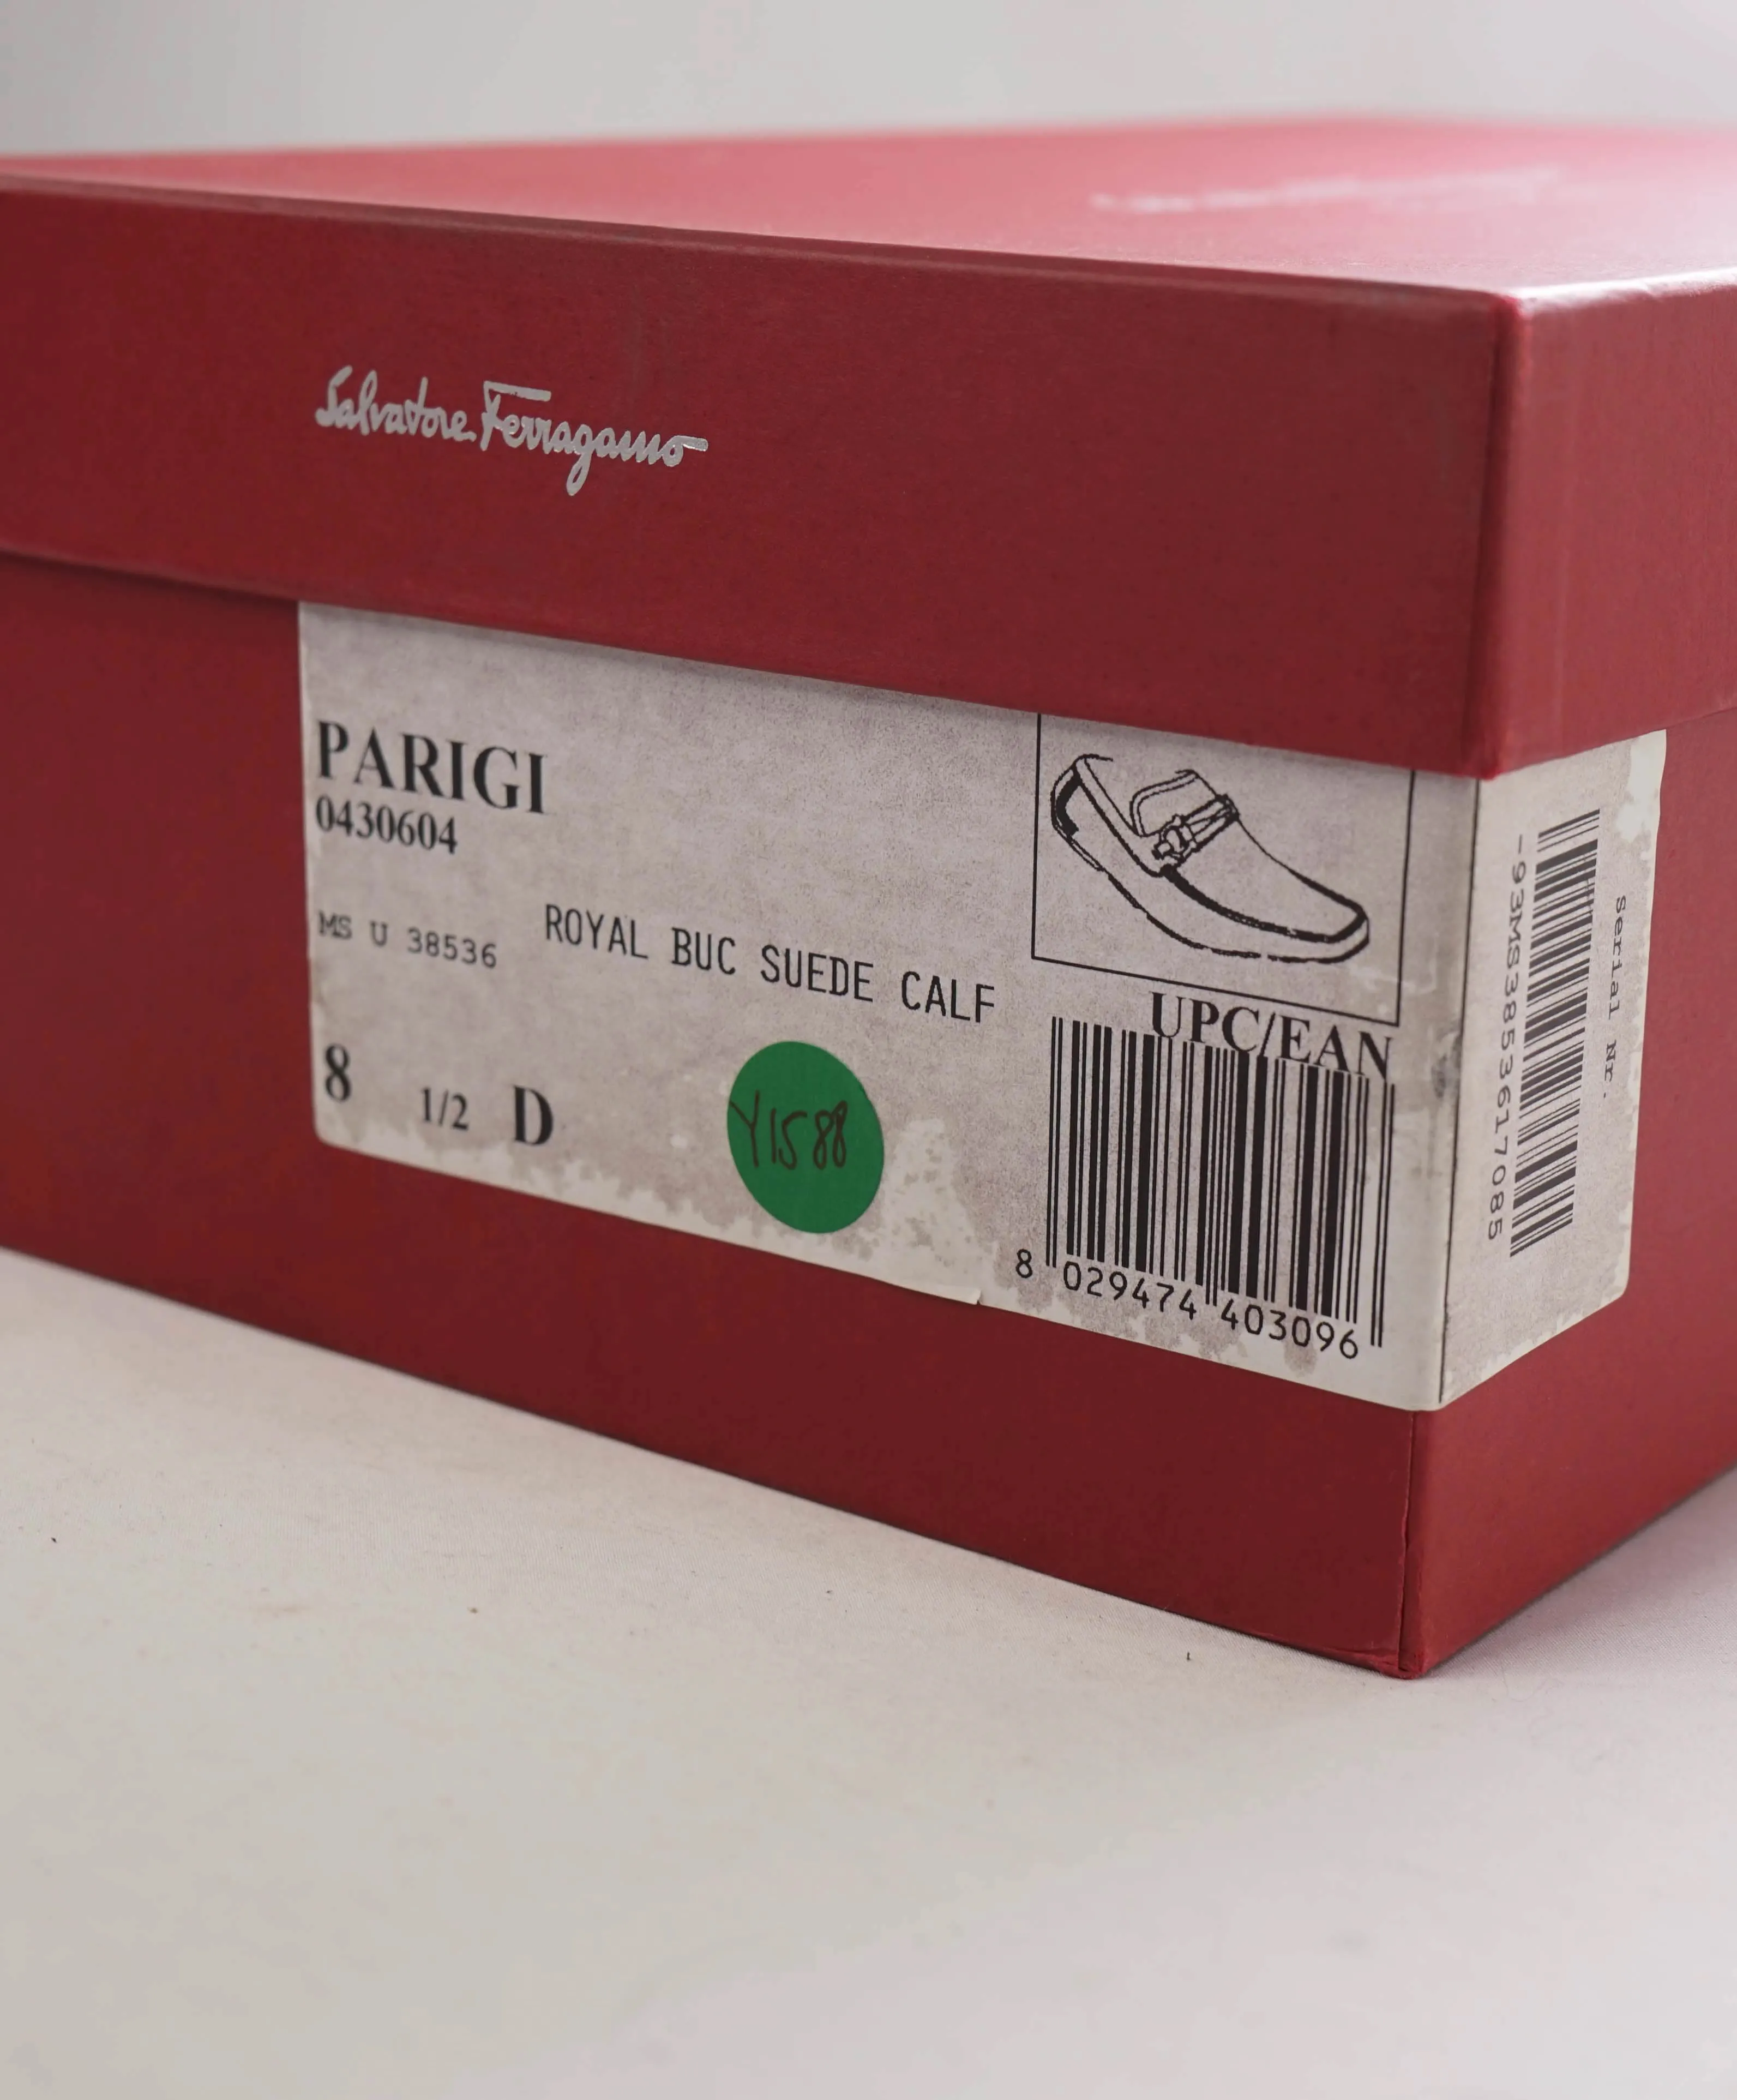 Salvatore Ferragamo
PARIGI
0430604
MS U 38536 ROYAL BUC SUEDE CALF
8 1/2 D
Y1588
UPC/EAN
8 029474 403096
Serial Nr.
-93MS3853617085